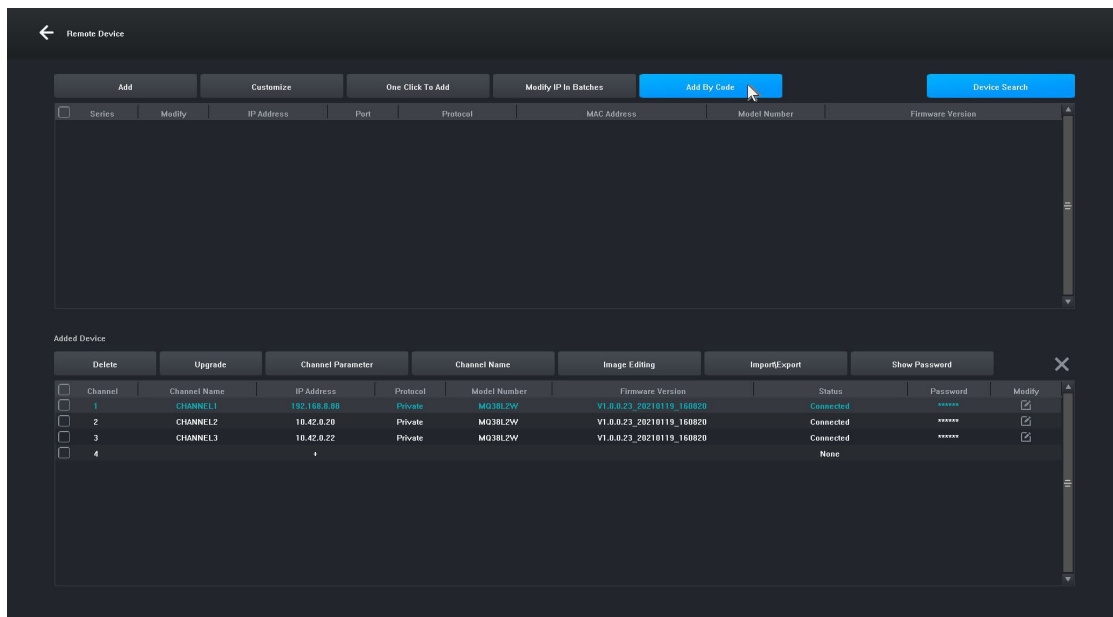 Remote Device
Add Customize One Click To Add Modify IP In Batches Add By Code Device Search
Series Modify IP Address Port Protocol MAC Address Model Number Firmware Version
Added Device
Delete Upgrade Channel Parameter Channel Name Image Editing Import\Export Show Password
Channel Channel Name IP Address Protocol Model Number Firmware Version Status Password Modify
1 CHANNEL1 192.168.8.80 Private MQ38L2W V1.0.0.23_20210119_160820 Connected ******
2 CHANNEL2 10.42.0.20 Private MQ38L2W V1.0.0.23_20210119_160820 Connected ******
3 CHANNEL3 10.42.0.22 Private MQ38L2W V1.0.0.23_20210119_160820 Connected ******
4 + None